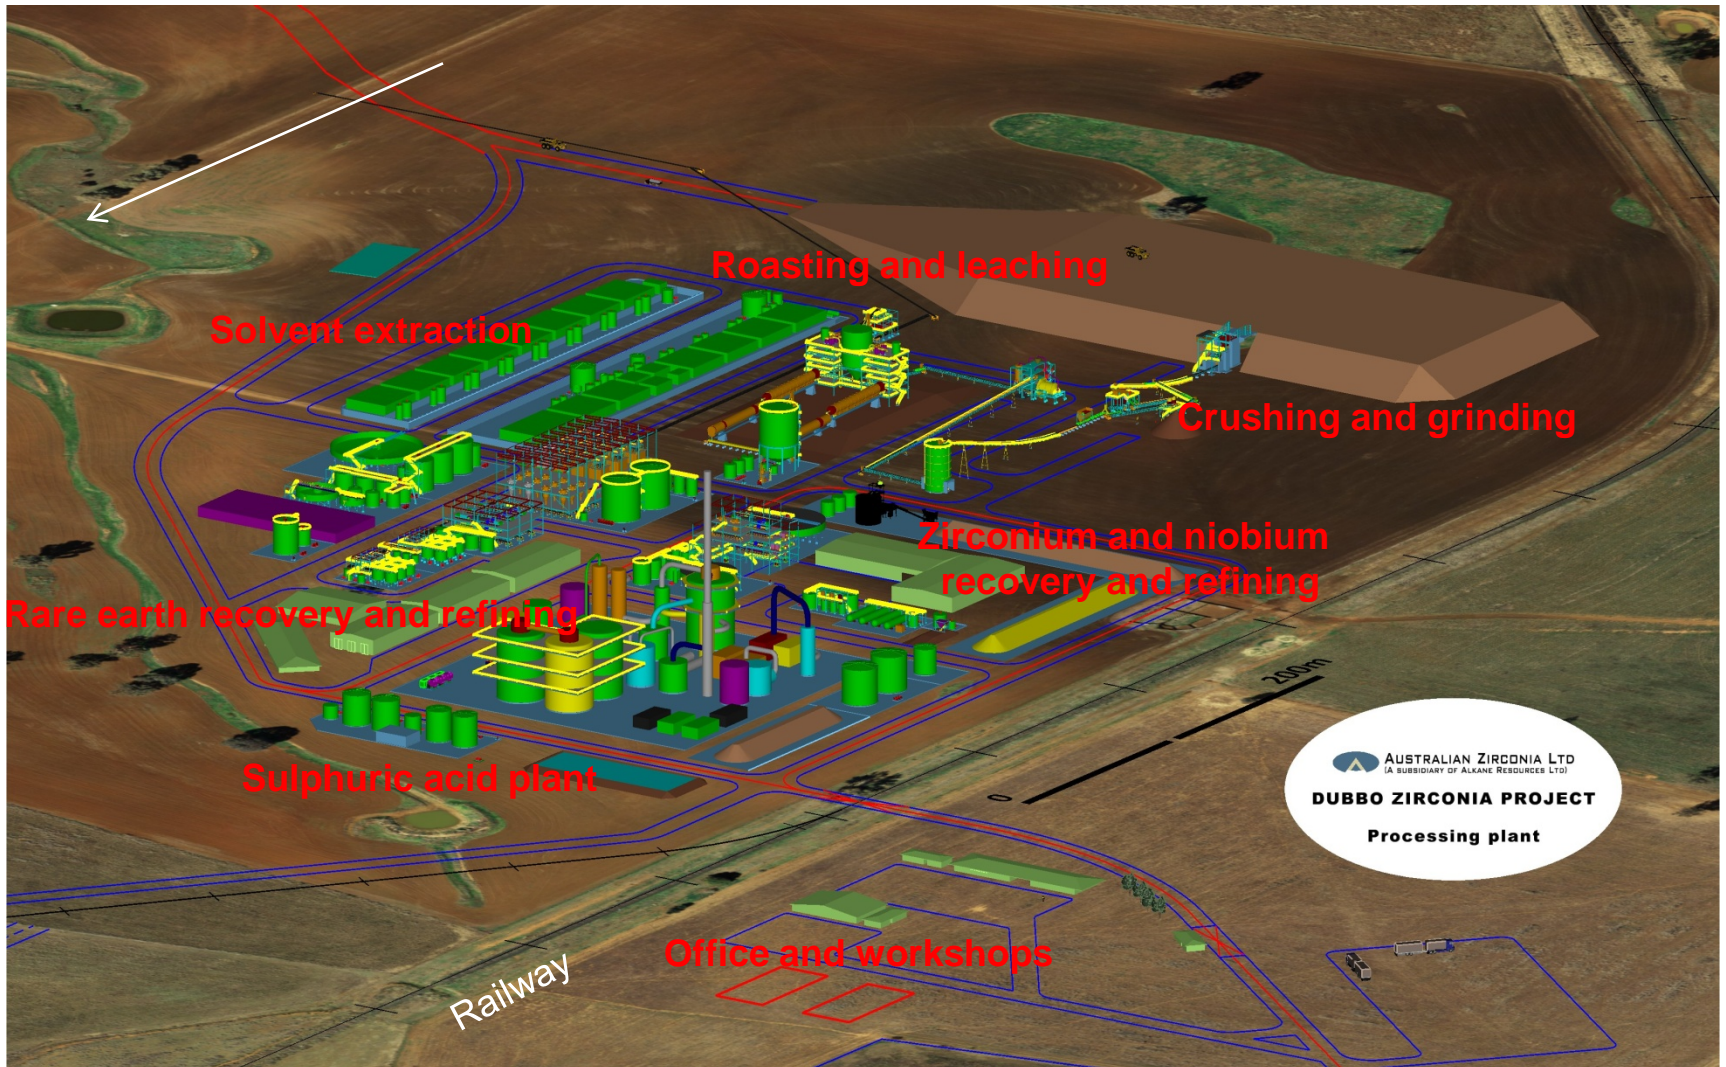 Roasting and leaching
Solvent extraction
Crushing and grinding
Zirconium and niobium
recovery and refining
Rare earth recovery and refining
200m
0
AUSTRALIAN ZIRCONIA LTD
(A SUBSIDIARY OF ALKANE RESOURCES LTD)
DUBBO ZIRCONIA PROJECT
Processing plant
Sulphuric acid plant
Office and workshops
Railway